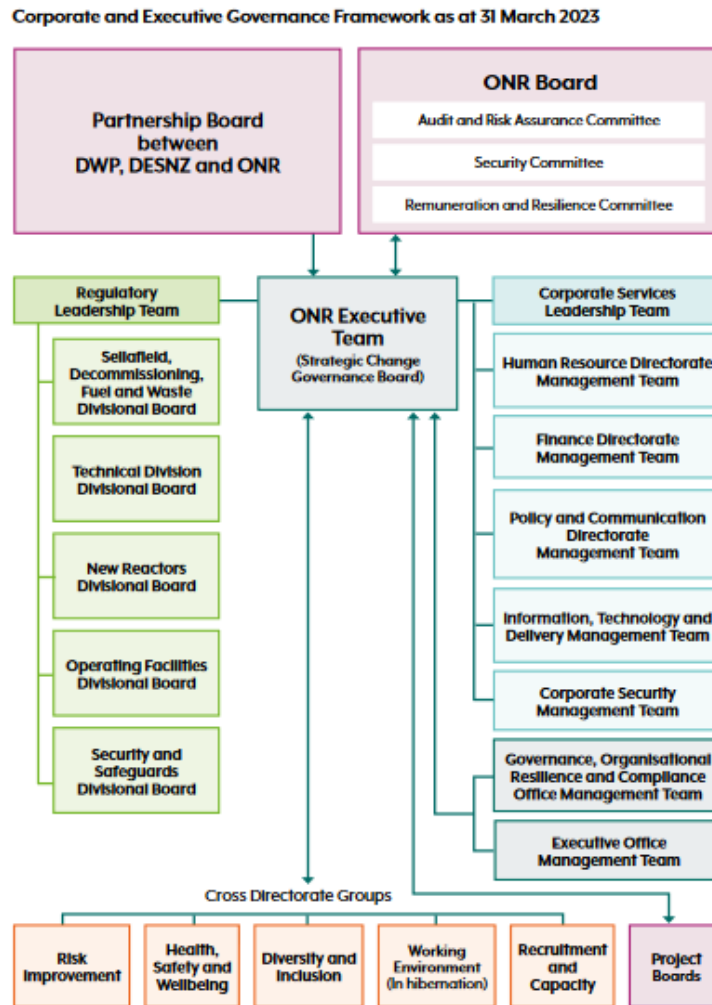 Corporate and Executive Governance Framework as at 31 March 2023
Partnership Board
between
DWP, DESNZ and ONR
ONR Board
Audit and Risk Assurance Committee
Security Committee
Remuneration and Resilience Committee
Regulatory
Leadership Team
ONR Executive
Team
(Strategic Change
Governance Board)
Corporate Services
Leadership Team
Sellafield,
Decommissioning,
Fuel and Waste
Divisional Board
Technical Division
Divisional Board
New Reactors
Divisional Board
Operating Facilities
Divisional Board
Security and
Safeguards
Divisional Board
Human Resource Directorate
Management Team
Finance Directorate
Management Team
Policy and Communication
Directorate
Management Team
Information, Technology and
Delivery Management Team
Corporate Security
Management Team
Governance, Organisational
Resilience and Compliance
Office Management Team
Executive Office
Management Team
Cross Directorate Groups
Risk
Improvement
Health,
Safety and
Wellbeing
Diversity and
Inclusion
Working
Environment
(In hibernation)
Recruitment
and
Capacity
Project
Boards